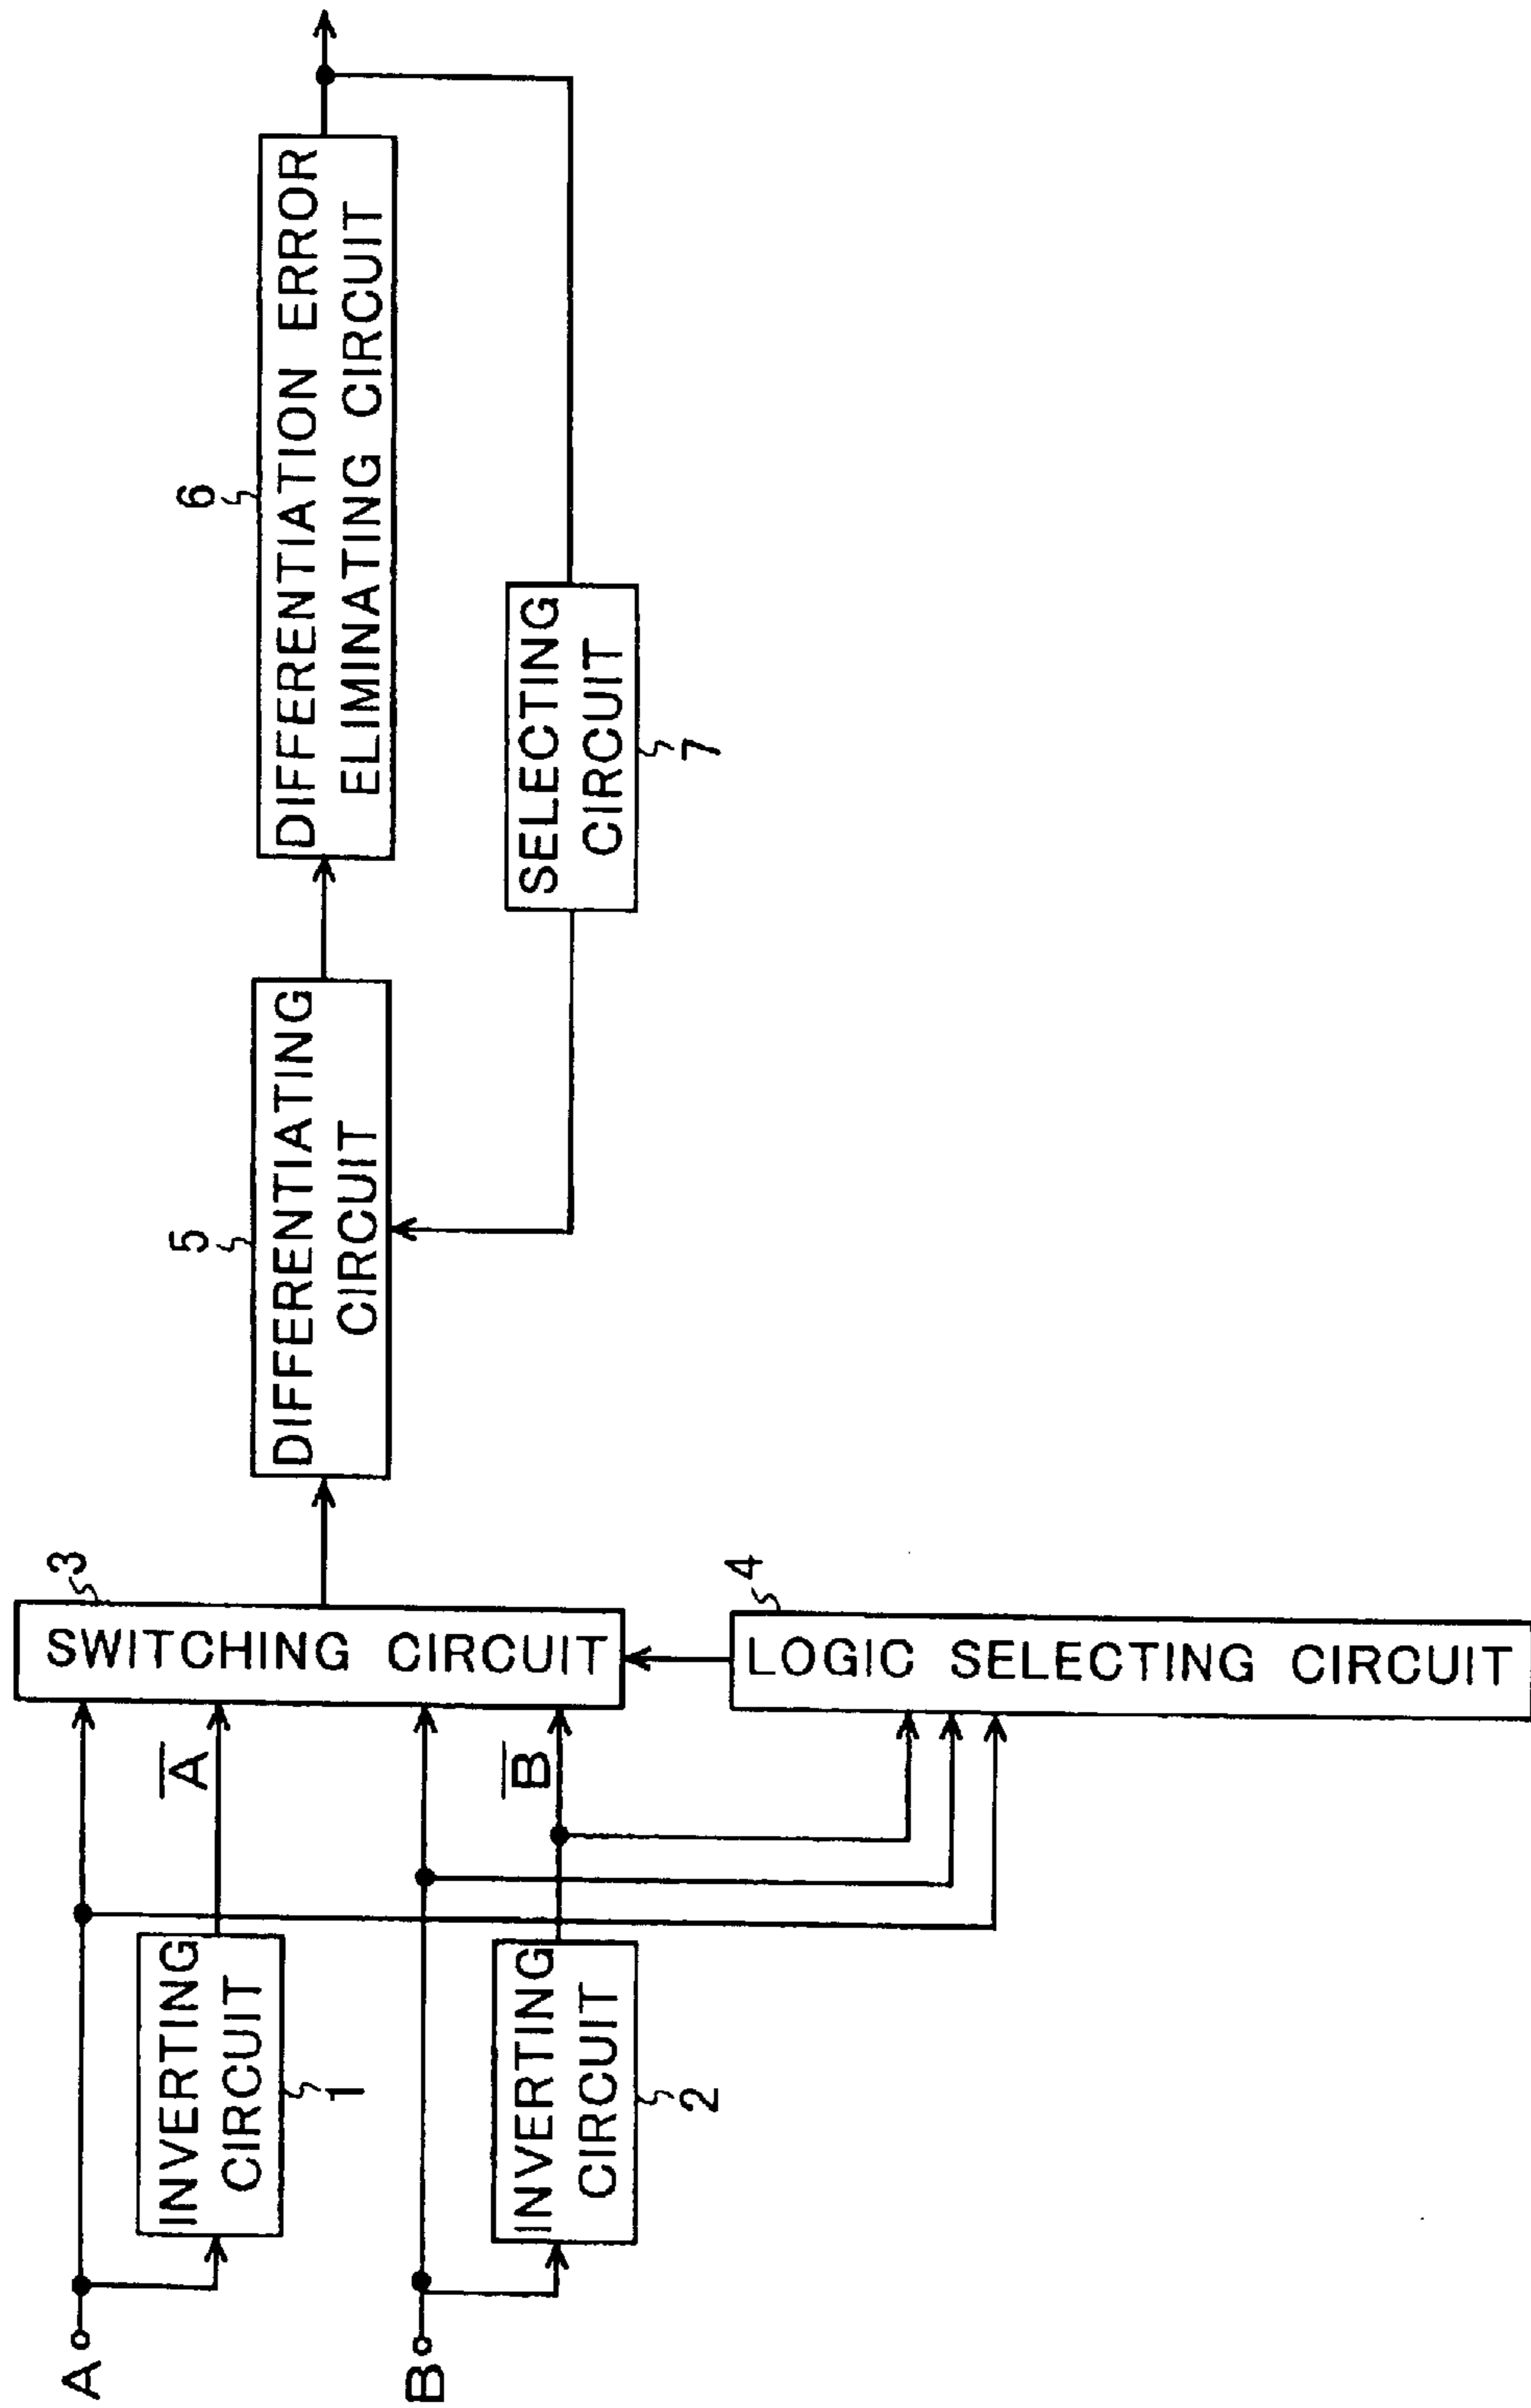 A
INVERTING
CIRCUIT
1
A
B
INVERTING
CIRCUIT
2
B
3
SWITCHING CIRCUIT
4
LOGIC SELECTING CIRCUIT
5
DIFFERENTIATING
CIRCUIT
6
DIFFERENTIATION ERROR
ELIMINATING CIRCUIT
SELECTING
CIRCUIT
7